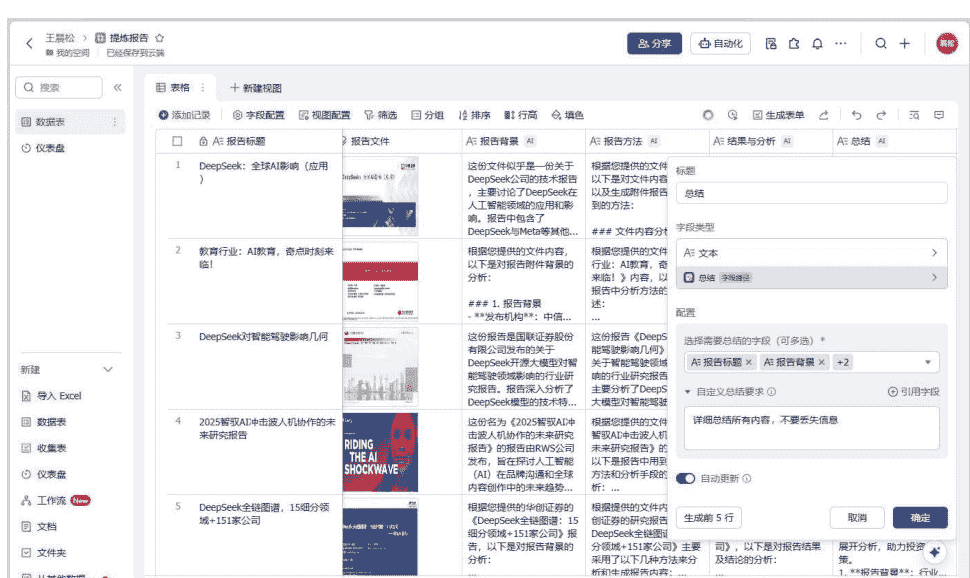 王晨松 > 提炼报告
我的空间 已经保存到云端
分享
自动化
搜索
表格
新建视图
数据表
仪表盘
添加记录
字段配置
视图配置
筛选
分组
排序
行高
填色
生成表单
报告标题
报告文件
报告背景 AI
报告方法 AI
结果与分析 AI
总结 AI
1
DeepSeek：全球AI影响（应用
）
这份文件似乎是一份关于
DeepSeek公司的技术报告
，主要讨论了DeepSeek在
人工智能领域的应用和影
响。报告中包含了
DeepSeek与Meta等其他...
根据您提供的文件
以下是对文件内容
以及生成附件报告
到的方法：
### 文件内容分析
2
教育行业：AI教育，奇点时刻来
临！
根据您提供的文件内容，
以下是对报告附件背景的
分析：
### 1. 报告背景
- **发布机构**：中信...
根据您提供的文件
行业：AI教育，奇
来临！》内容，以
报告中分析方法的
述：
...
3
DeepSeek对智能驾驶影响几何
这份报告是国联证券股份
有限公司发布的关于
DeepSeek开源大模型对智
能驾驶领域影响的行业研
究报告。报告深入分析了
DeepSeek模型的技术特...
这份报告《DeepS
能驾驶影响几何》
关于智能驾驶领域
响的行业研究报告
主要分析了DeepS
大模型对智能驾驶
4
2025智驭AI冲击波人机协作的未
来研究报告
RIDING
THE AI
SHOCKWAVE
这份名为《2025智驭AI冲
击波人机协作的未来研究
报告》的报告由RWS公司
发布，旨在探讨人工智能
（AI）在品牌沟通和全球
内容创作中的未来趋势...
根据您提供的文件
智驭AI冲击波人机
未来研究报告》的
以下是报告中用到
方法和分析手段的
析：...
5
DeepSeek全链图谱，15细分领
域+151家公司
根据您提供的华创证券的
《DeepSeek全链图谱：15
细分领域+151家公司》报
告，以下是对报告背景的
分析：
根据您提供的文件内
创证券的研究报告
DeepSeek全链图谱
分领域+151家公司》主要
采用了以下几种方法来分
析和生成报告内容：
司》，以下是对报告结果
及结论的分析：
展开分析，助力投资
策。
1. **报告背景**：行业...
标题
总结
字段类型
文本
总结 字段捷径
配置
选择需要总结的字段（可多选）*
报告标题 ×
报告背景 ×
+2
自定义总结要求
引用字段
详细总结所有内容，不要丢失信息
自动更新
生成前 5 行
取消
确定
新建
导入 Excel
数据表
收集表
仪表盘
工作流 New
文档
文件夹